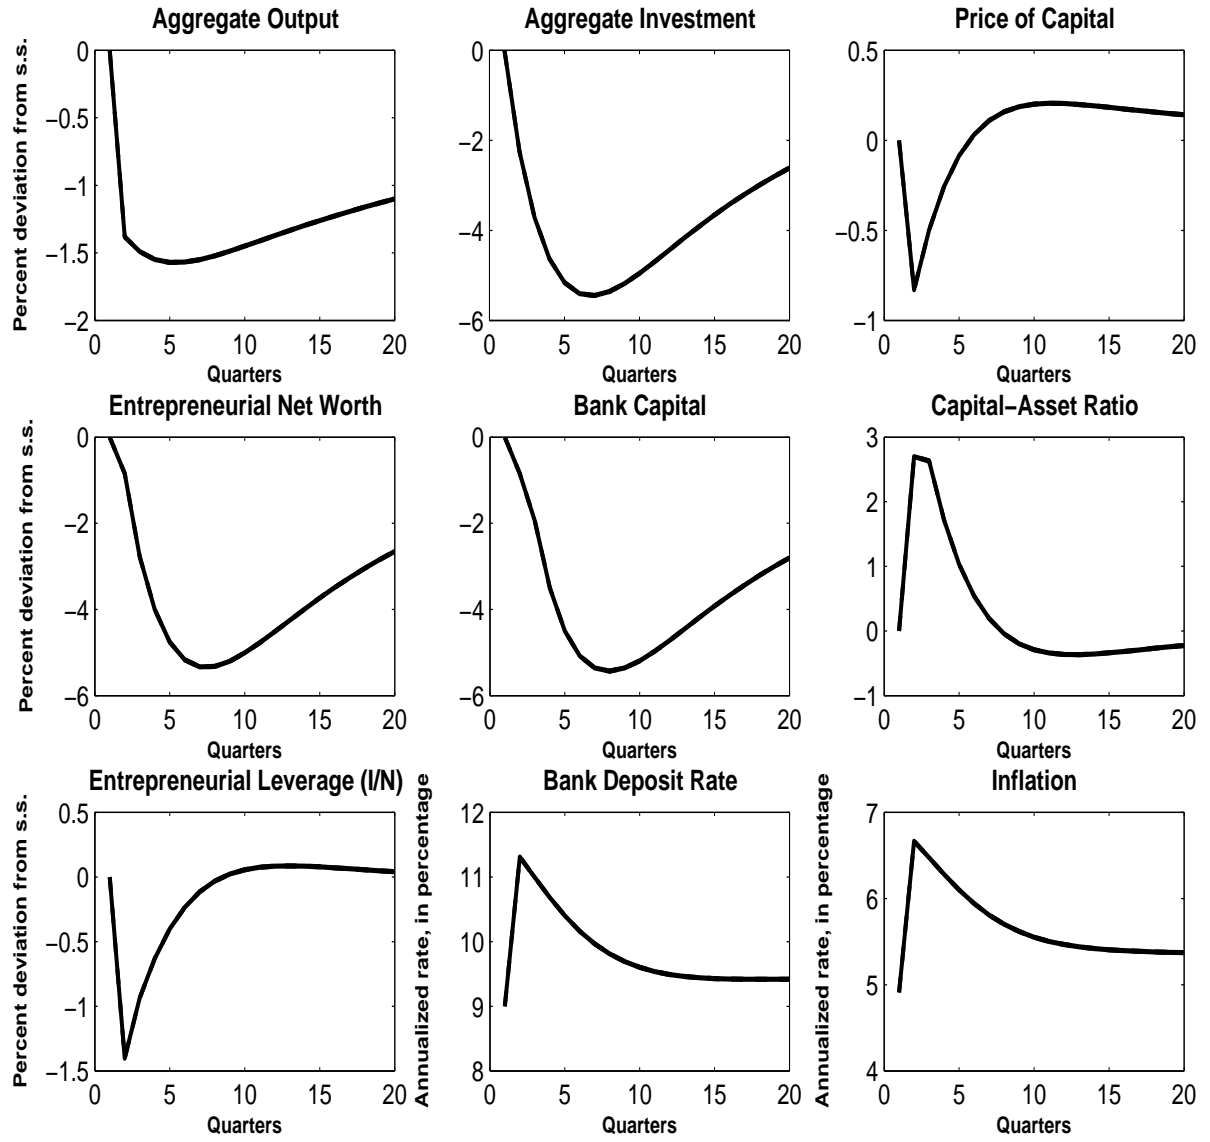 Aggregate Output
Percent deviation from s.s.
0
−0.5
−1
−1.5
−2
0 5 10 15 20
Quarters
Aggregate Investment
0
−2
−4
−6
0 5 10 15 20
Quarters
Price of Capital
0.5
0
−0.5
−1
0 5 10 15 20
Quarters
Entrepreneurial Net Worth
Percent deviation from s.s.
0
−2
−4
−6
0 5 10 15 20
Quarters
Bank Capital
0
−2
−4
−6
0 5 10 15 20
Quarters
Capital−Asset Ratio
3
2
1
0
−1
0 5 10 15 20
Quarters
Entrepreneurial Leverage (I/N)
Percent deviation from s.s.
0.5
0
−0.5
−1
−1.5
0 5 10 15 20
Quarters
Bank Deposit Rate
Annualized rate, in percentage
12
11
10
9
8
0 5 10 15 20
Quarters
Inflation
Annualized rate, in percentage
7
6
5
4
0 5 10 15 20
Quarters